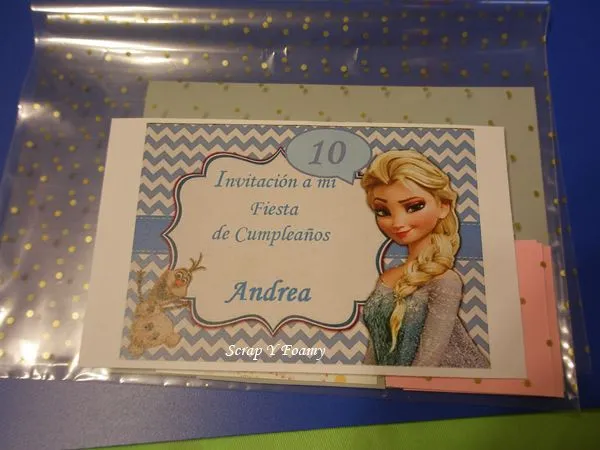 10
Invitación a mi
Fiesta
de Cumpleaños
Andrea
Scrap Y Foamy